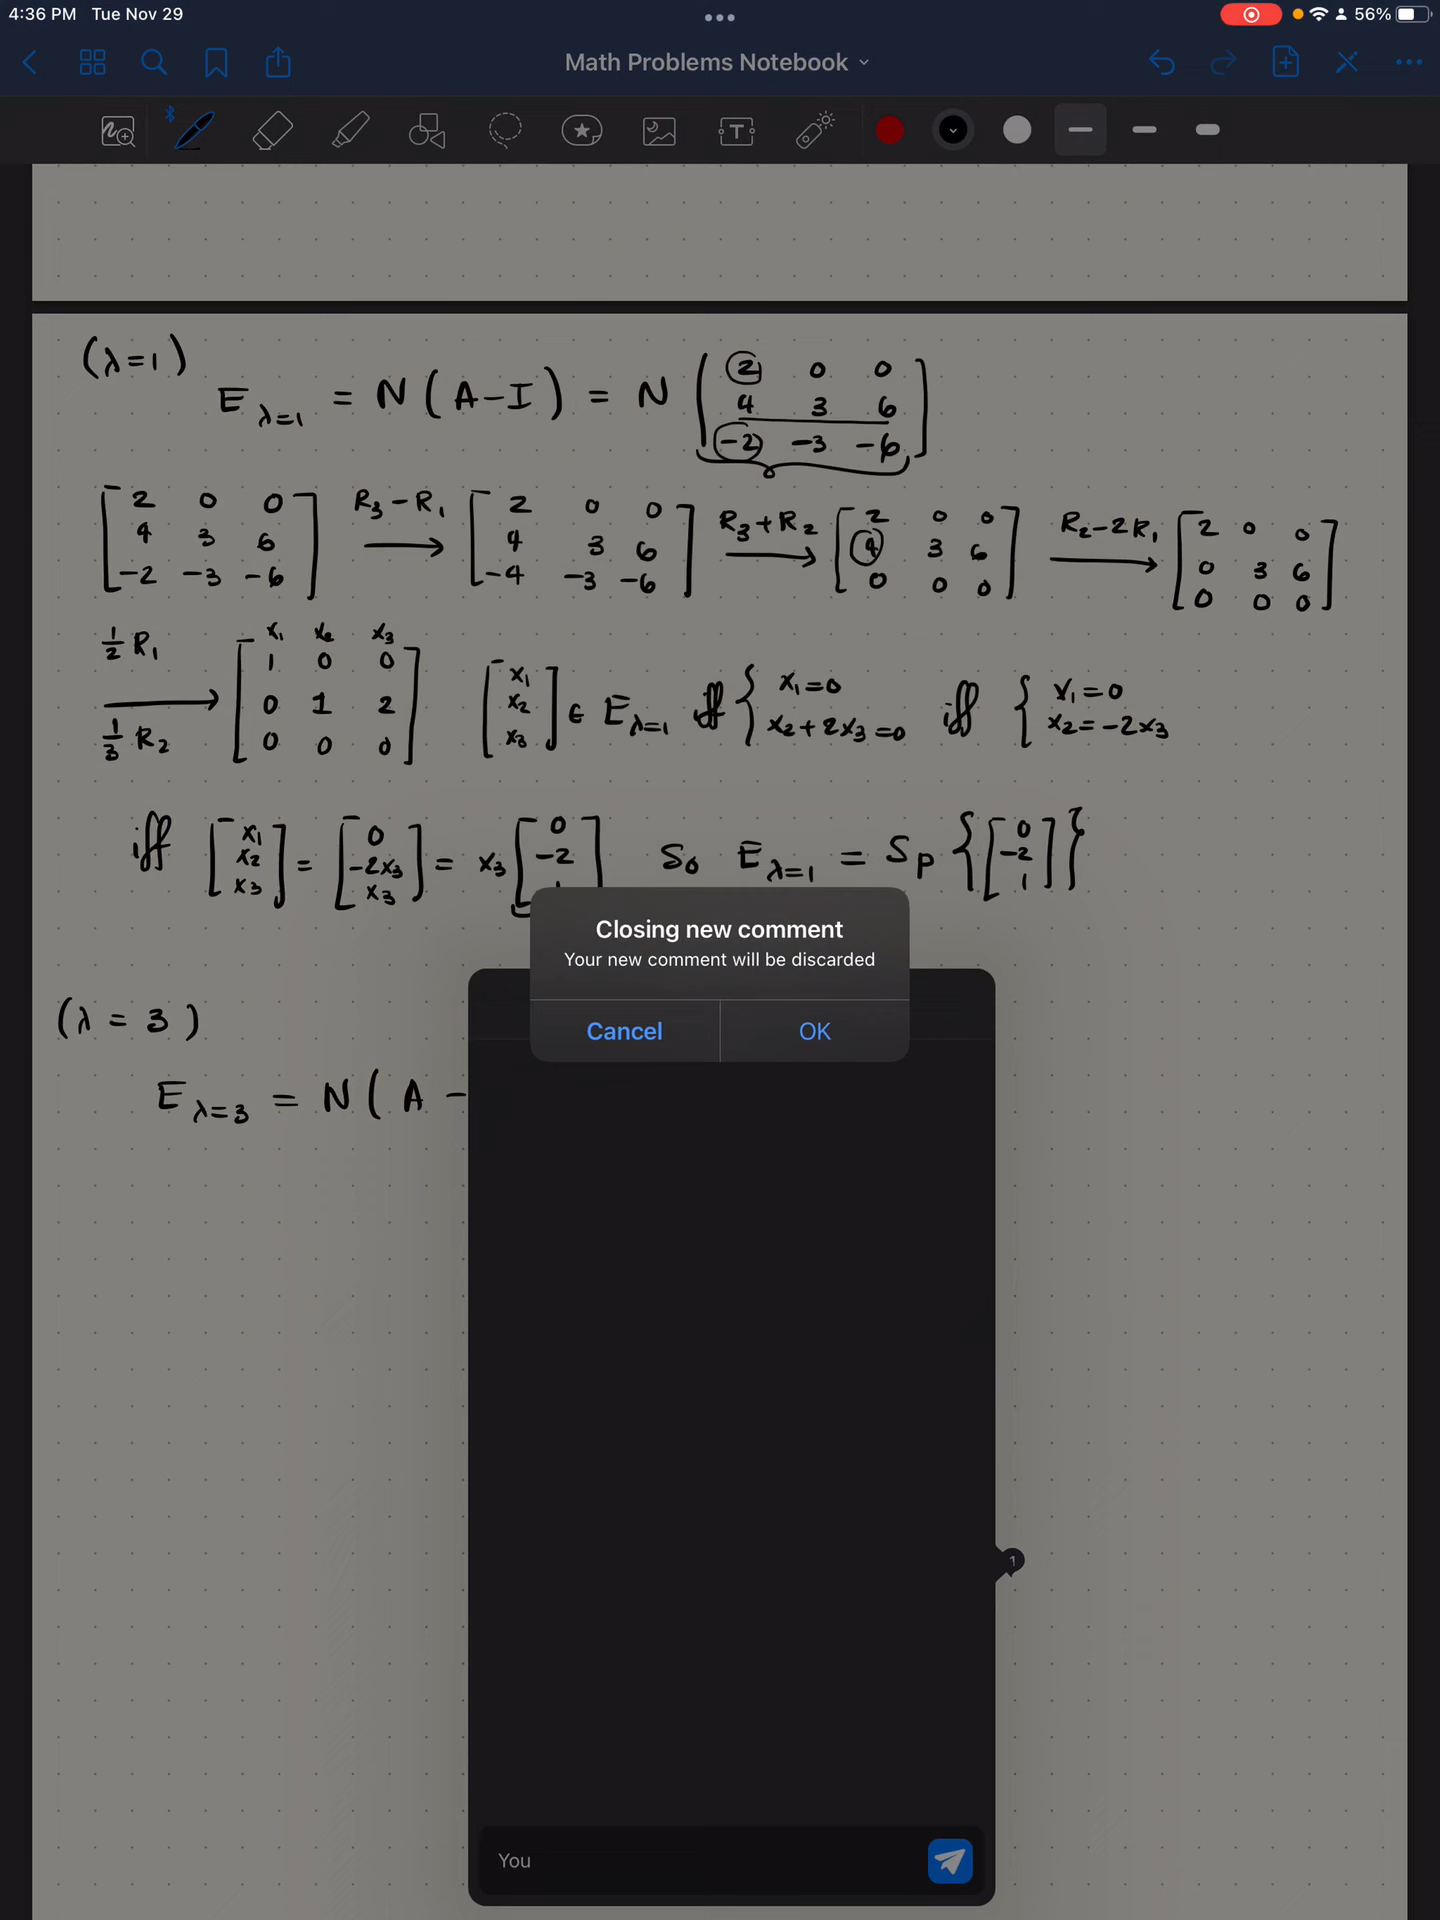 4:36 PM Tue Nov 29
56%
Math Problems Notebook
(λ=1)
E λ=1 = N(A-I) = N
2 0 0
4 3 6
-2 -3 -6
2 0 0
4 3 6
-2 -3 -6
R3-R1
2 0 0
4 3 6
-4 -3 -6
R3+R2
2 0 0
4 3 6
0 0 0
R2-2R1
2 0 0
0 3 6
0 0 0
1/2 R1
1/3 R2
x1 x2 x3
1 0 0
0 1 2
0 0 0
x1
x2
x3
∈ E λ=1 iff
x1=0
x2+2x3=0
iff
x1=0
x2=-2x3
iff
x1
x2
x3
=
0
-2x3
x3
= x3
0
-2
So E λ=1 = Sp
0
-2
1
Closing new comment
Your new comment will be discarded
Cancel OK
(λ = 3)
E λ=3 = N(A -
1
You